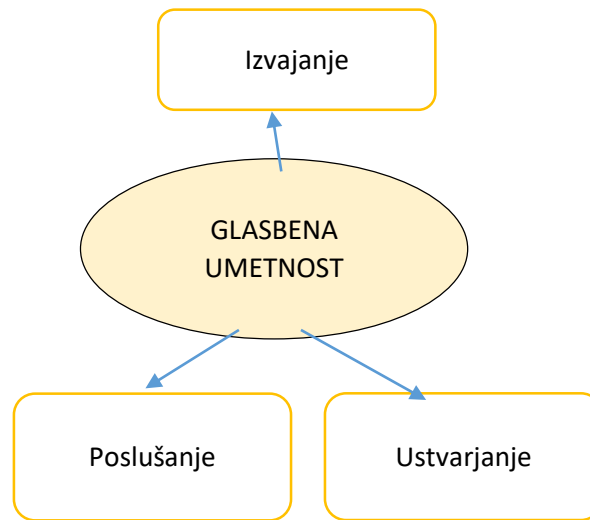 Izvajanje
GLASBENA
UMETNOST
Poslušanje
Ustvarjanje